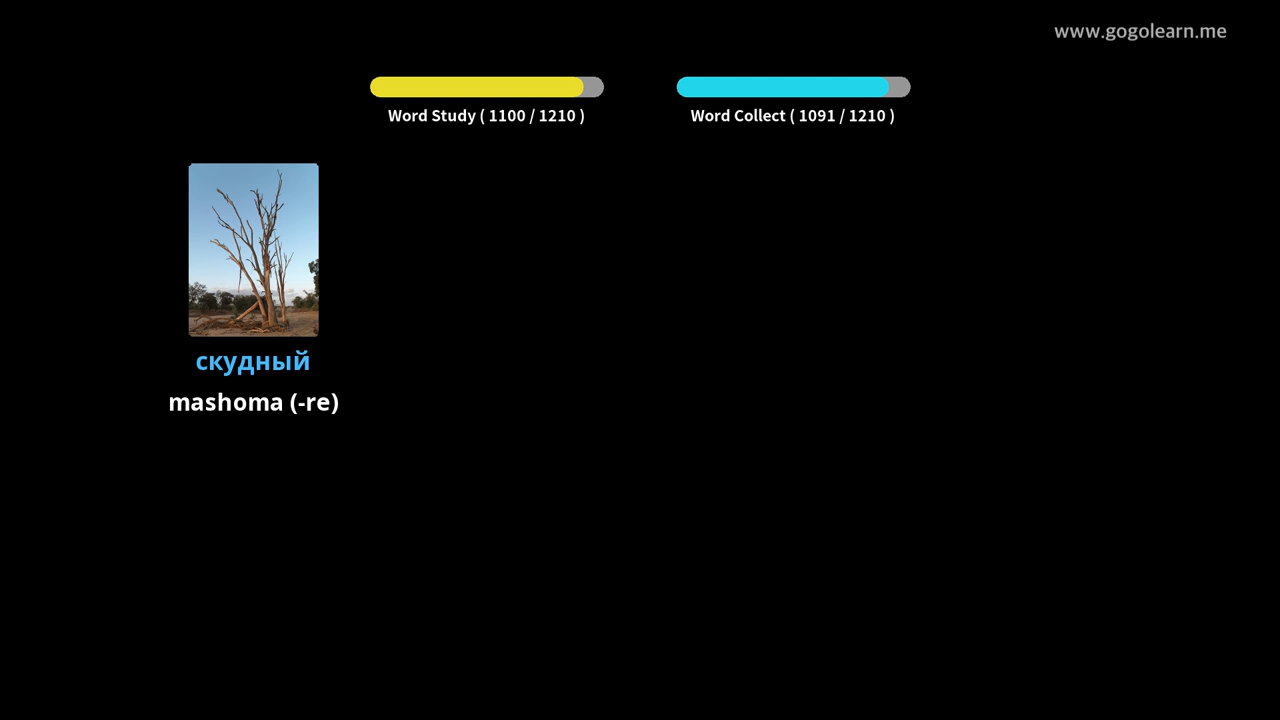 www.gogolearn.me
Word Study ( 1100 / 1210 )
Word Collect ( 1091 / 1210 )
скудный
mashoma (-re)